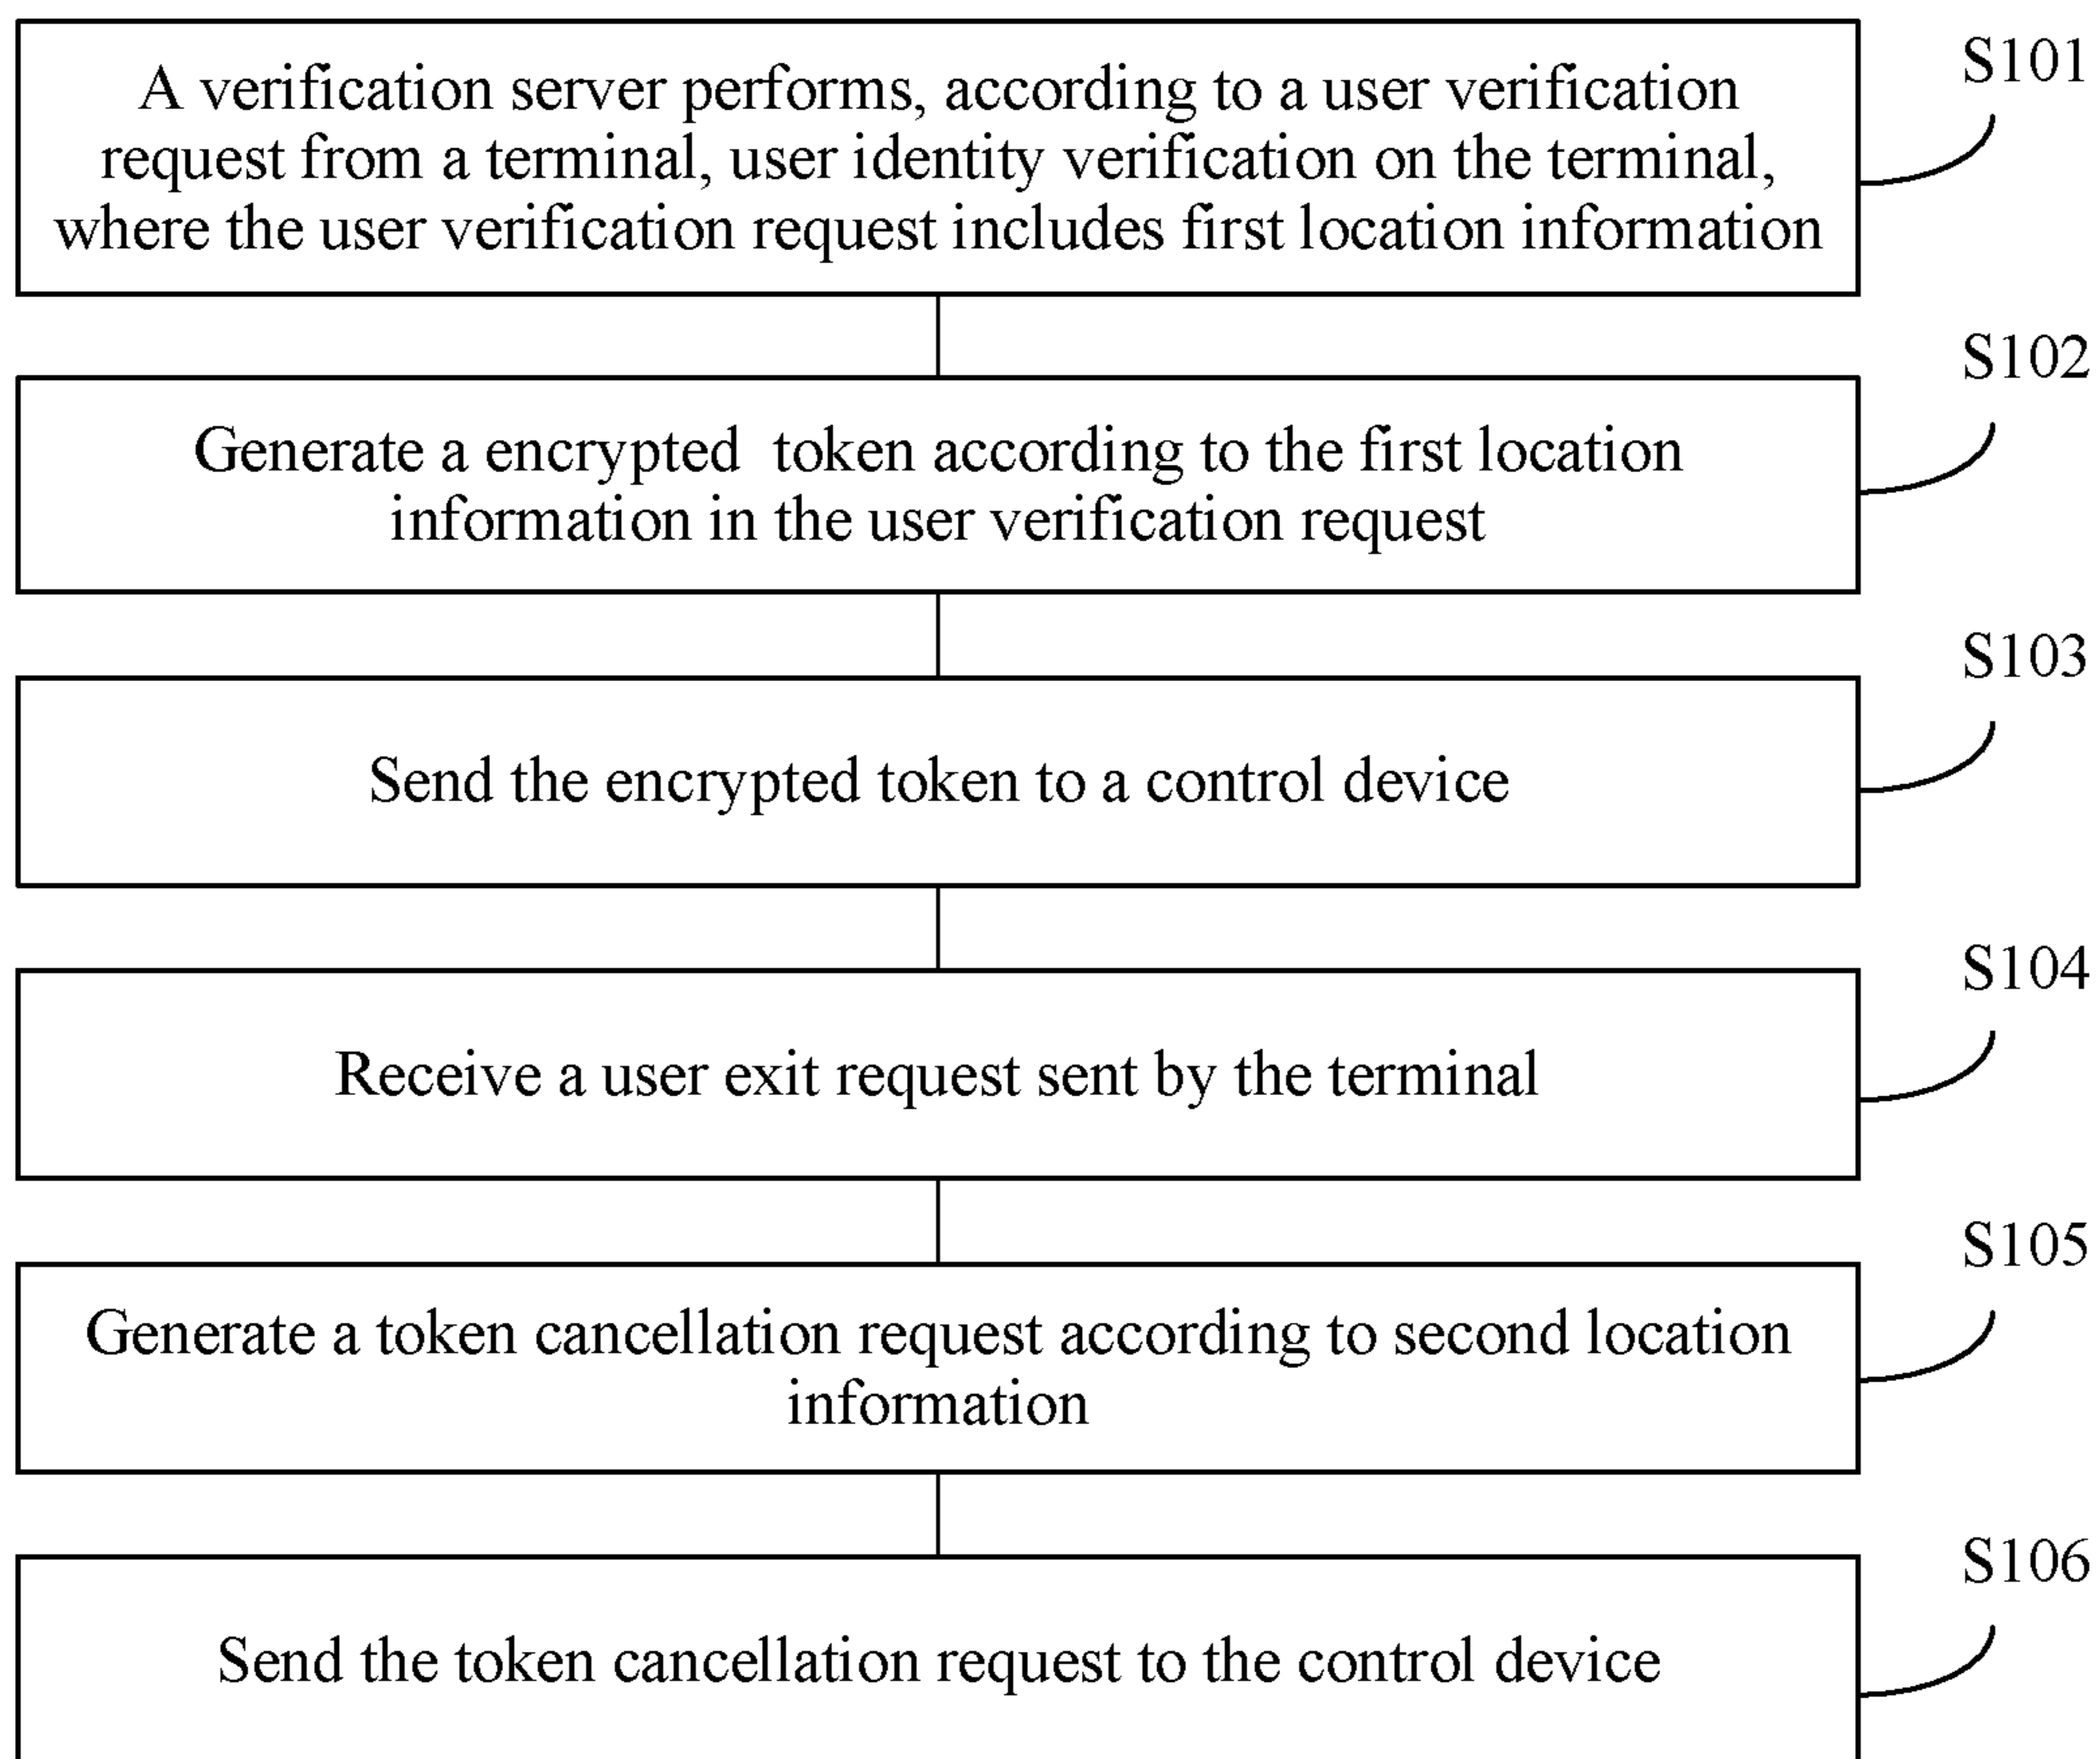 S101
A verification server performs, according to a user verification
request from a terminal, user identity verification on the terminal,
where the user verification request includes first location information
S102
Generate a encrypted  token according to the first location
information in the user verification request
S103
Send the encrypted token to a control device
S104
Receive a user exit request sent by the terminal
S105
Generate a token cancellation request according to second location
information
S106
Send the token cancellation request to the control device